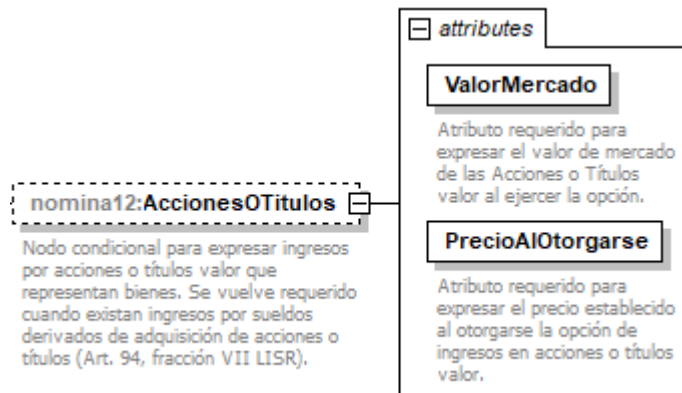 attributes
ValorMercado
Atributo requerido para
expresar el valor de mercado
de las Acciones o Títulos
valor al ejercer la opción.
nomina12:AccionesOTitulos
Nodo condicional para expresar ingresos
por acciones o títulos valor que
representan bienes. Se vuelve requerido
cuando existan ingresos por sueldos
derivados de adquisición de acciones o
títulos (Art. 94, fracción VII LISR).
PrecioAlOtorgarse
Atributo requerido para
expresar el precio establecido
al otorgarse la opción de
ingresos en acciones o títulos
valor.